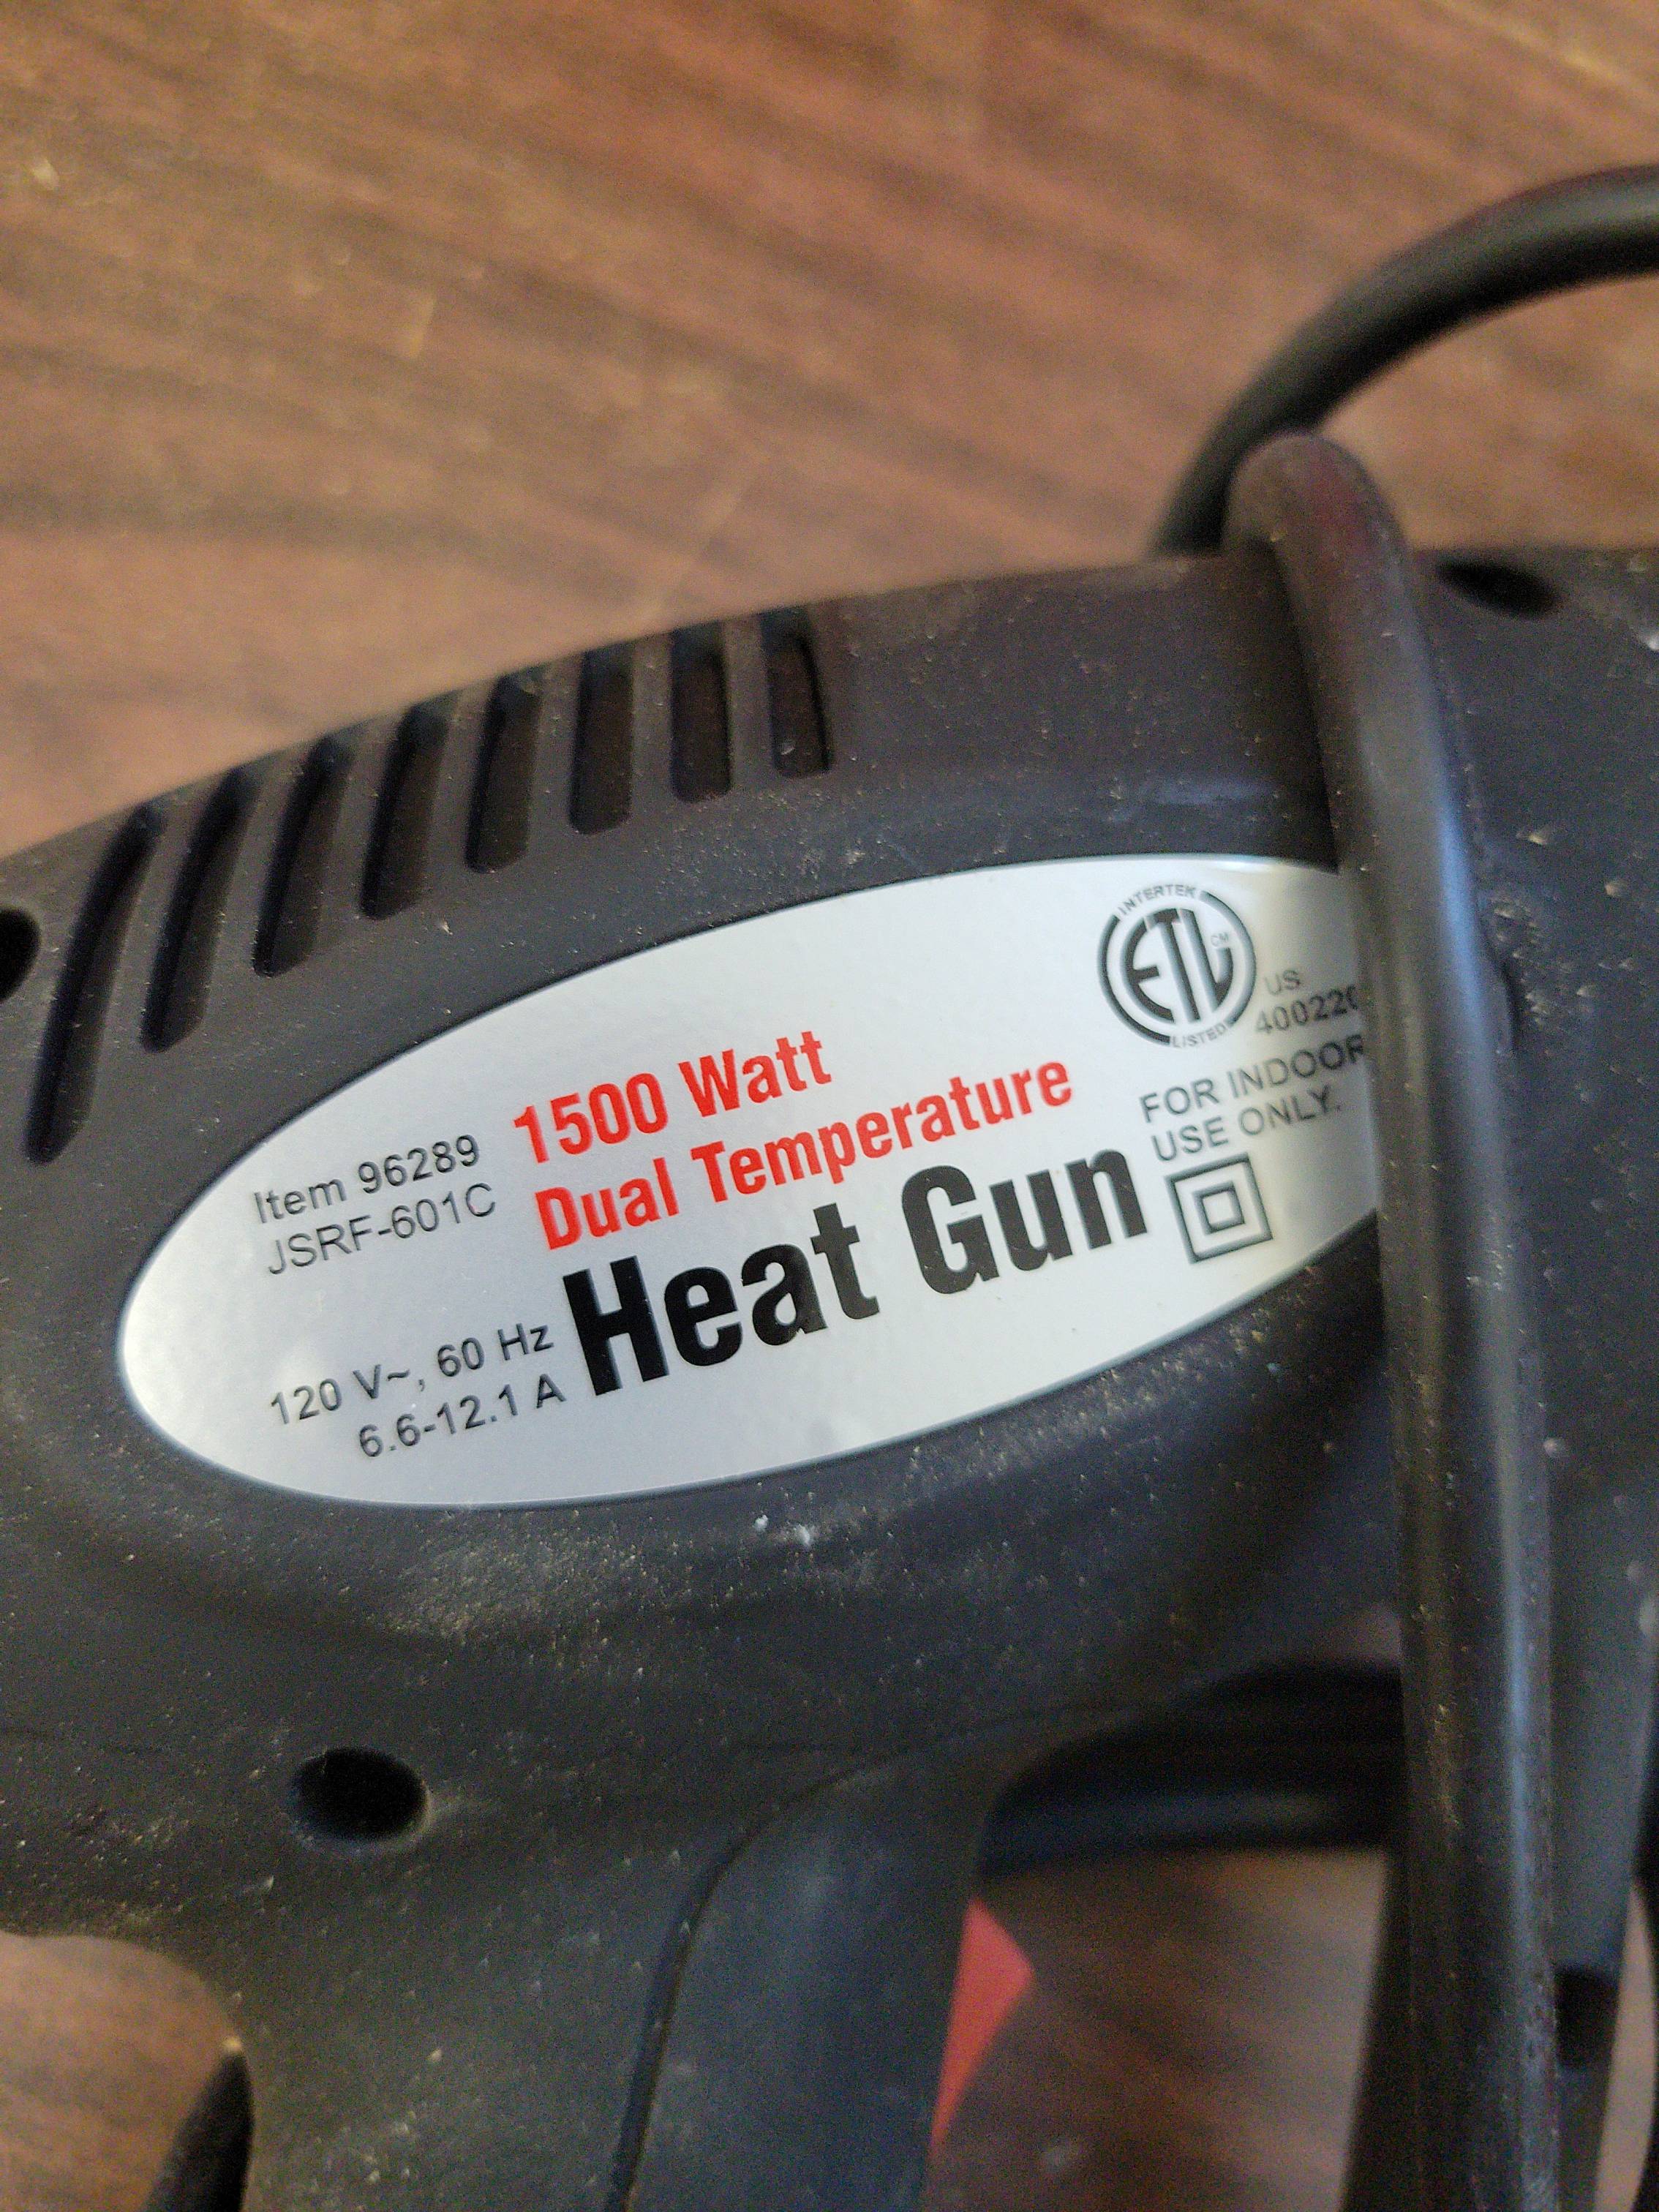 Item 96289
JSRF-601C
1500 Watt
Dual Temperature
Heat Gun
120 V~, 60 Hz
6.6-12.1 A
INTERTEK
ETL CM
LISTED
US
FOR INDOOR
USE ONLY.